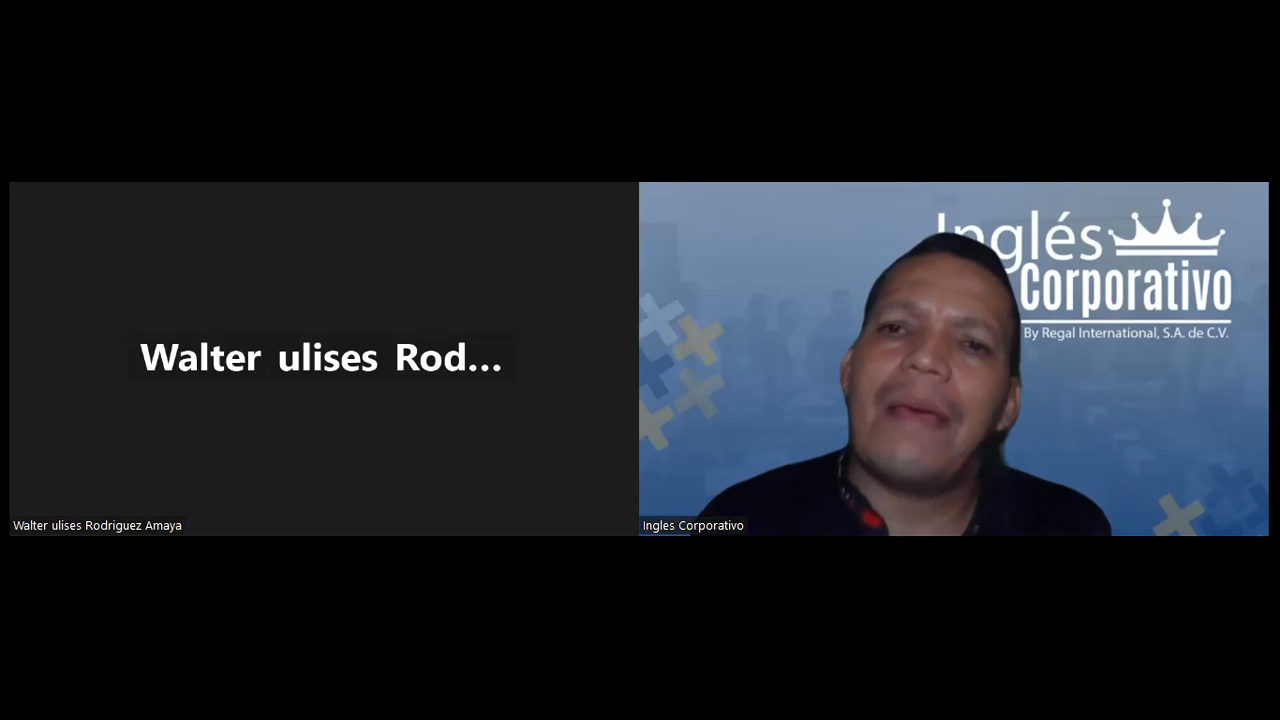 Walter ulises Rod...
Walter ulises Rodriguez Amaya
Inglés
Corporativo
By Regal International, S.A. de C.V.
Ingles Corporativo